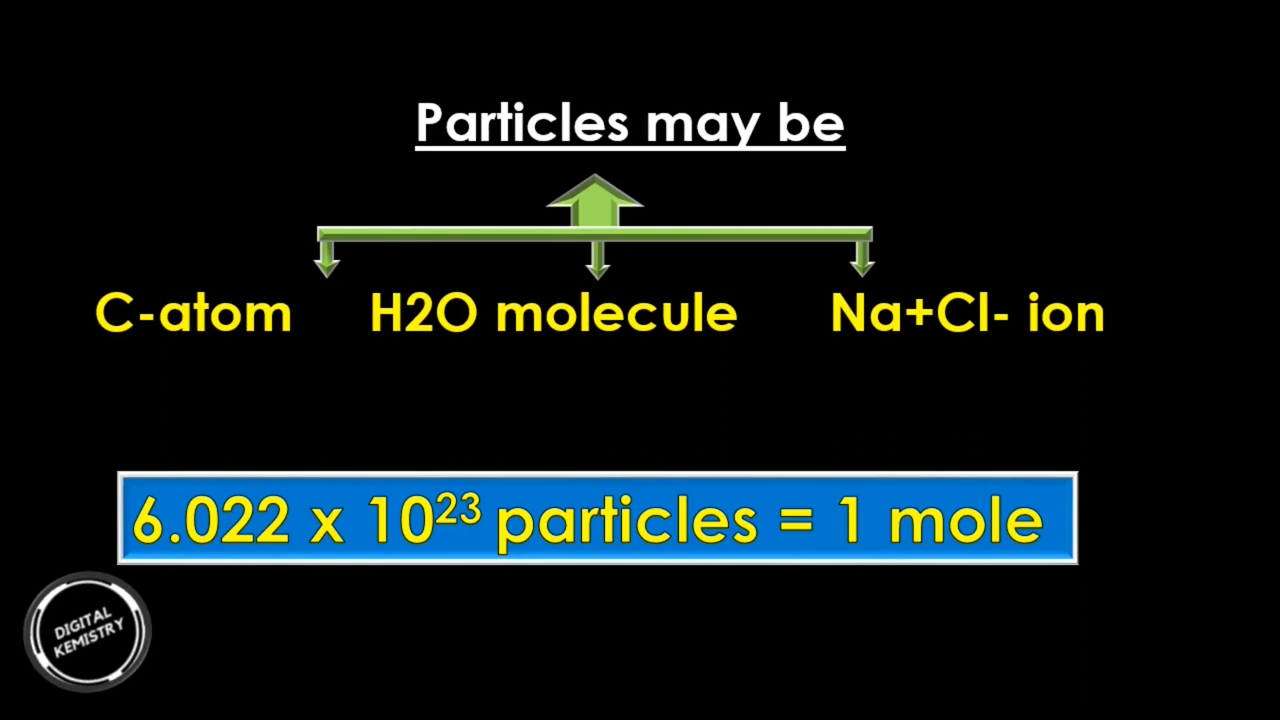 Particles may be
C-atom H2O molecule Na+Cl- ion
6.022 x 10²³ particles = 1 mole
DIGITAL
KEMISTRY